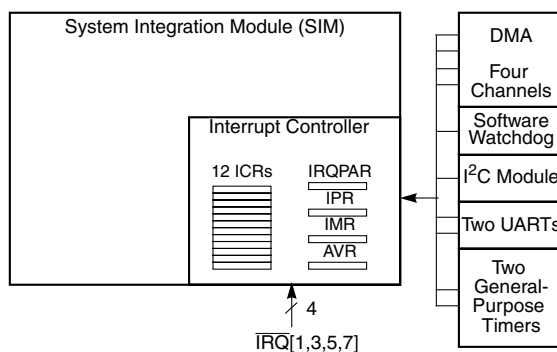 System Integration Module (SIM)
Interrupt Controller
12 ICRs
IRQPAR
IPR
IMR
AVR
4
IRQ[1,3,5,7]
DMA
Four
Channels
Software
Watchdog
I²C Module
Two UARTs
Two
General-
Purpose
Timers